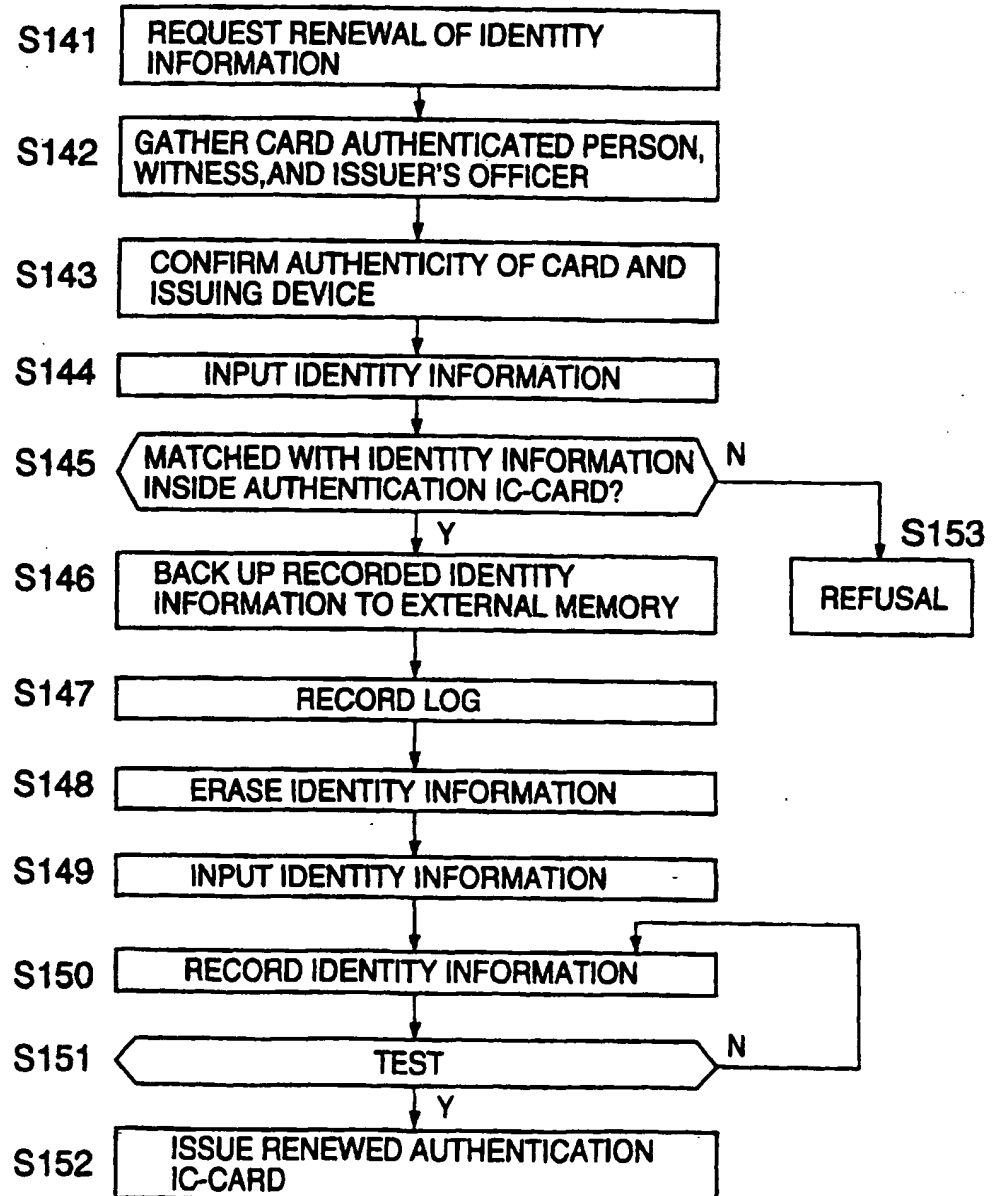 S141
REQUEST RENEWAL OF IDENTITY
INFORMATION
S142
GATHER CARD AUTHENTICATED PERSON,
WITNESS,AND ISSUER'S OFFICER
S143
CONFIRM AUTHENTICITY OF CARD AND
ISSUING DEVICE
S144
INPUT IDENTITY INFORMATION
S145
MATCHED WITH IDENTITY INFORMATION
INSIDE AUTHENTICATION IC-CARD?
N
Y
S153
REFUSAL
S146
BACK UP RECORDED IDENTITY
INFORMATION TO EXTERNAL MEMORY
S147
RECORD LOG
S148
ERASE IDENTITY INFORMATION
S149
INPUT IDENTITY INFORMATION
S150
RECORD IDENTITY INFORMATION
S151
TEST
N
Y
S152
ISSUE RENEWED AUTHENTICATION
IC-CARD